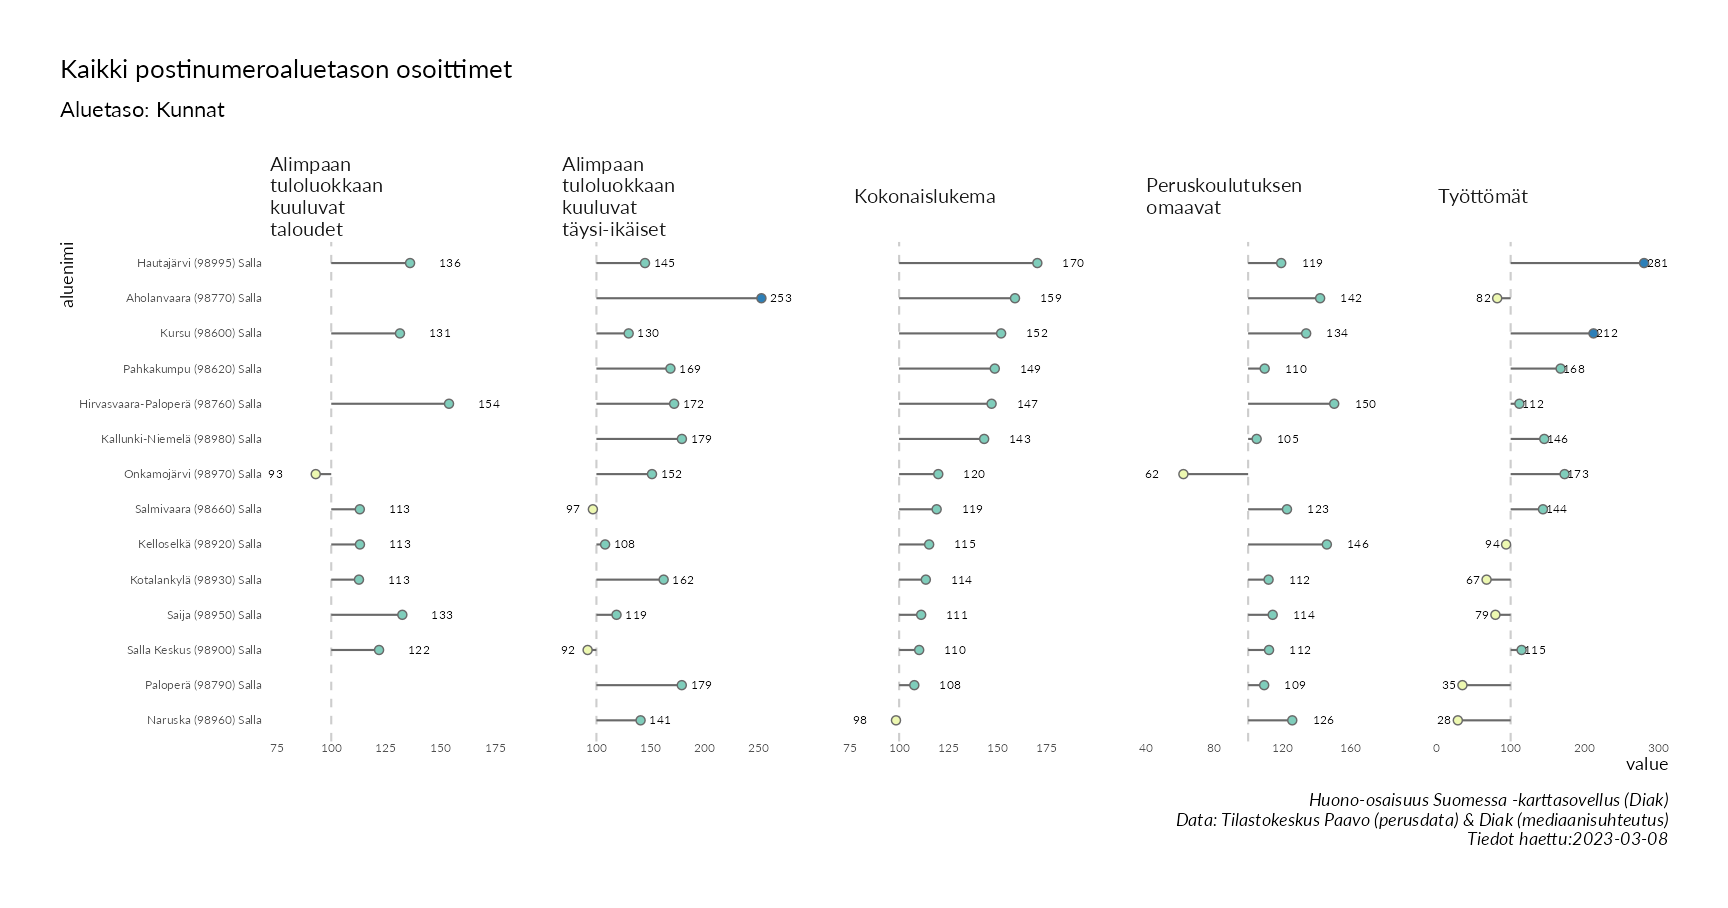 Kaikki postinumeroaluetason osoittimet
Aluetaso: Kunnat
Alimpaan
tuloluokkaan
kuuluvat
taloudet
Alimpaan
tuloluokkaan
kuuluvat
täysi-ikäiset
Kokonaislukema
Peruskoulutuksen
omaavat
Työttömät
aluenimi
Hautajärvi (98995) Salla 136 145 170 119 281
Aholanvaara (98770) Salla 253 159 142 82
Kursu (98600) Salla 131 130 152 134 212
Pahkakumpu (98620) Salla 169 149 110 168
Hirvasvaara-Paloperä (98760) Salla 154 172 147 150 112
Kallunki-Niemelä (98980) Salla 179 143 105 146
Onkamojärvi (98970) Salla 93 152 120 62 173
Salmivaara (98660) Salla 113 97 119 123 144
Kelloselkä (98920) Salla 113 108 115 146 94
Kotalankylä (98930) Salla 113 162 114 112 67
Saija (98950) Salla 133 119 111 114 79
Salla Keskus (98900) Salla 122 92 110 112 115
Paloperä (98790) Salla 179 108 109 35
Naruska (98960) Salla 141 98 126 28
75 100 125 150 175 100 150 200 250 75 100 125 150 175 40 80 120 160 0 100 200 300
value
Huono-osaisuus Suomessa -karttasovellus (Diak)
Data: Tilastokeskus Paavo (perusdata) & Diak (mediaanisuhteutus)
Tiedot haettu:2023-03-08